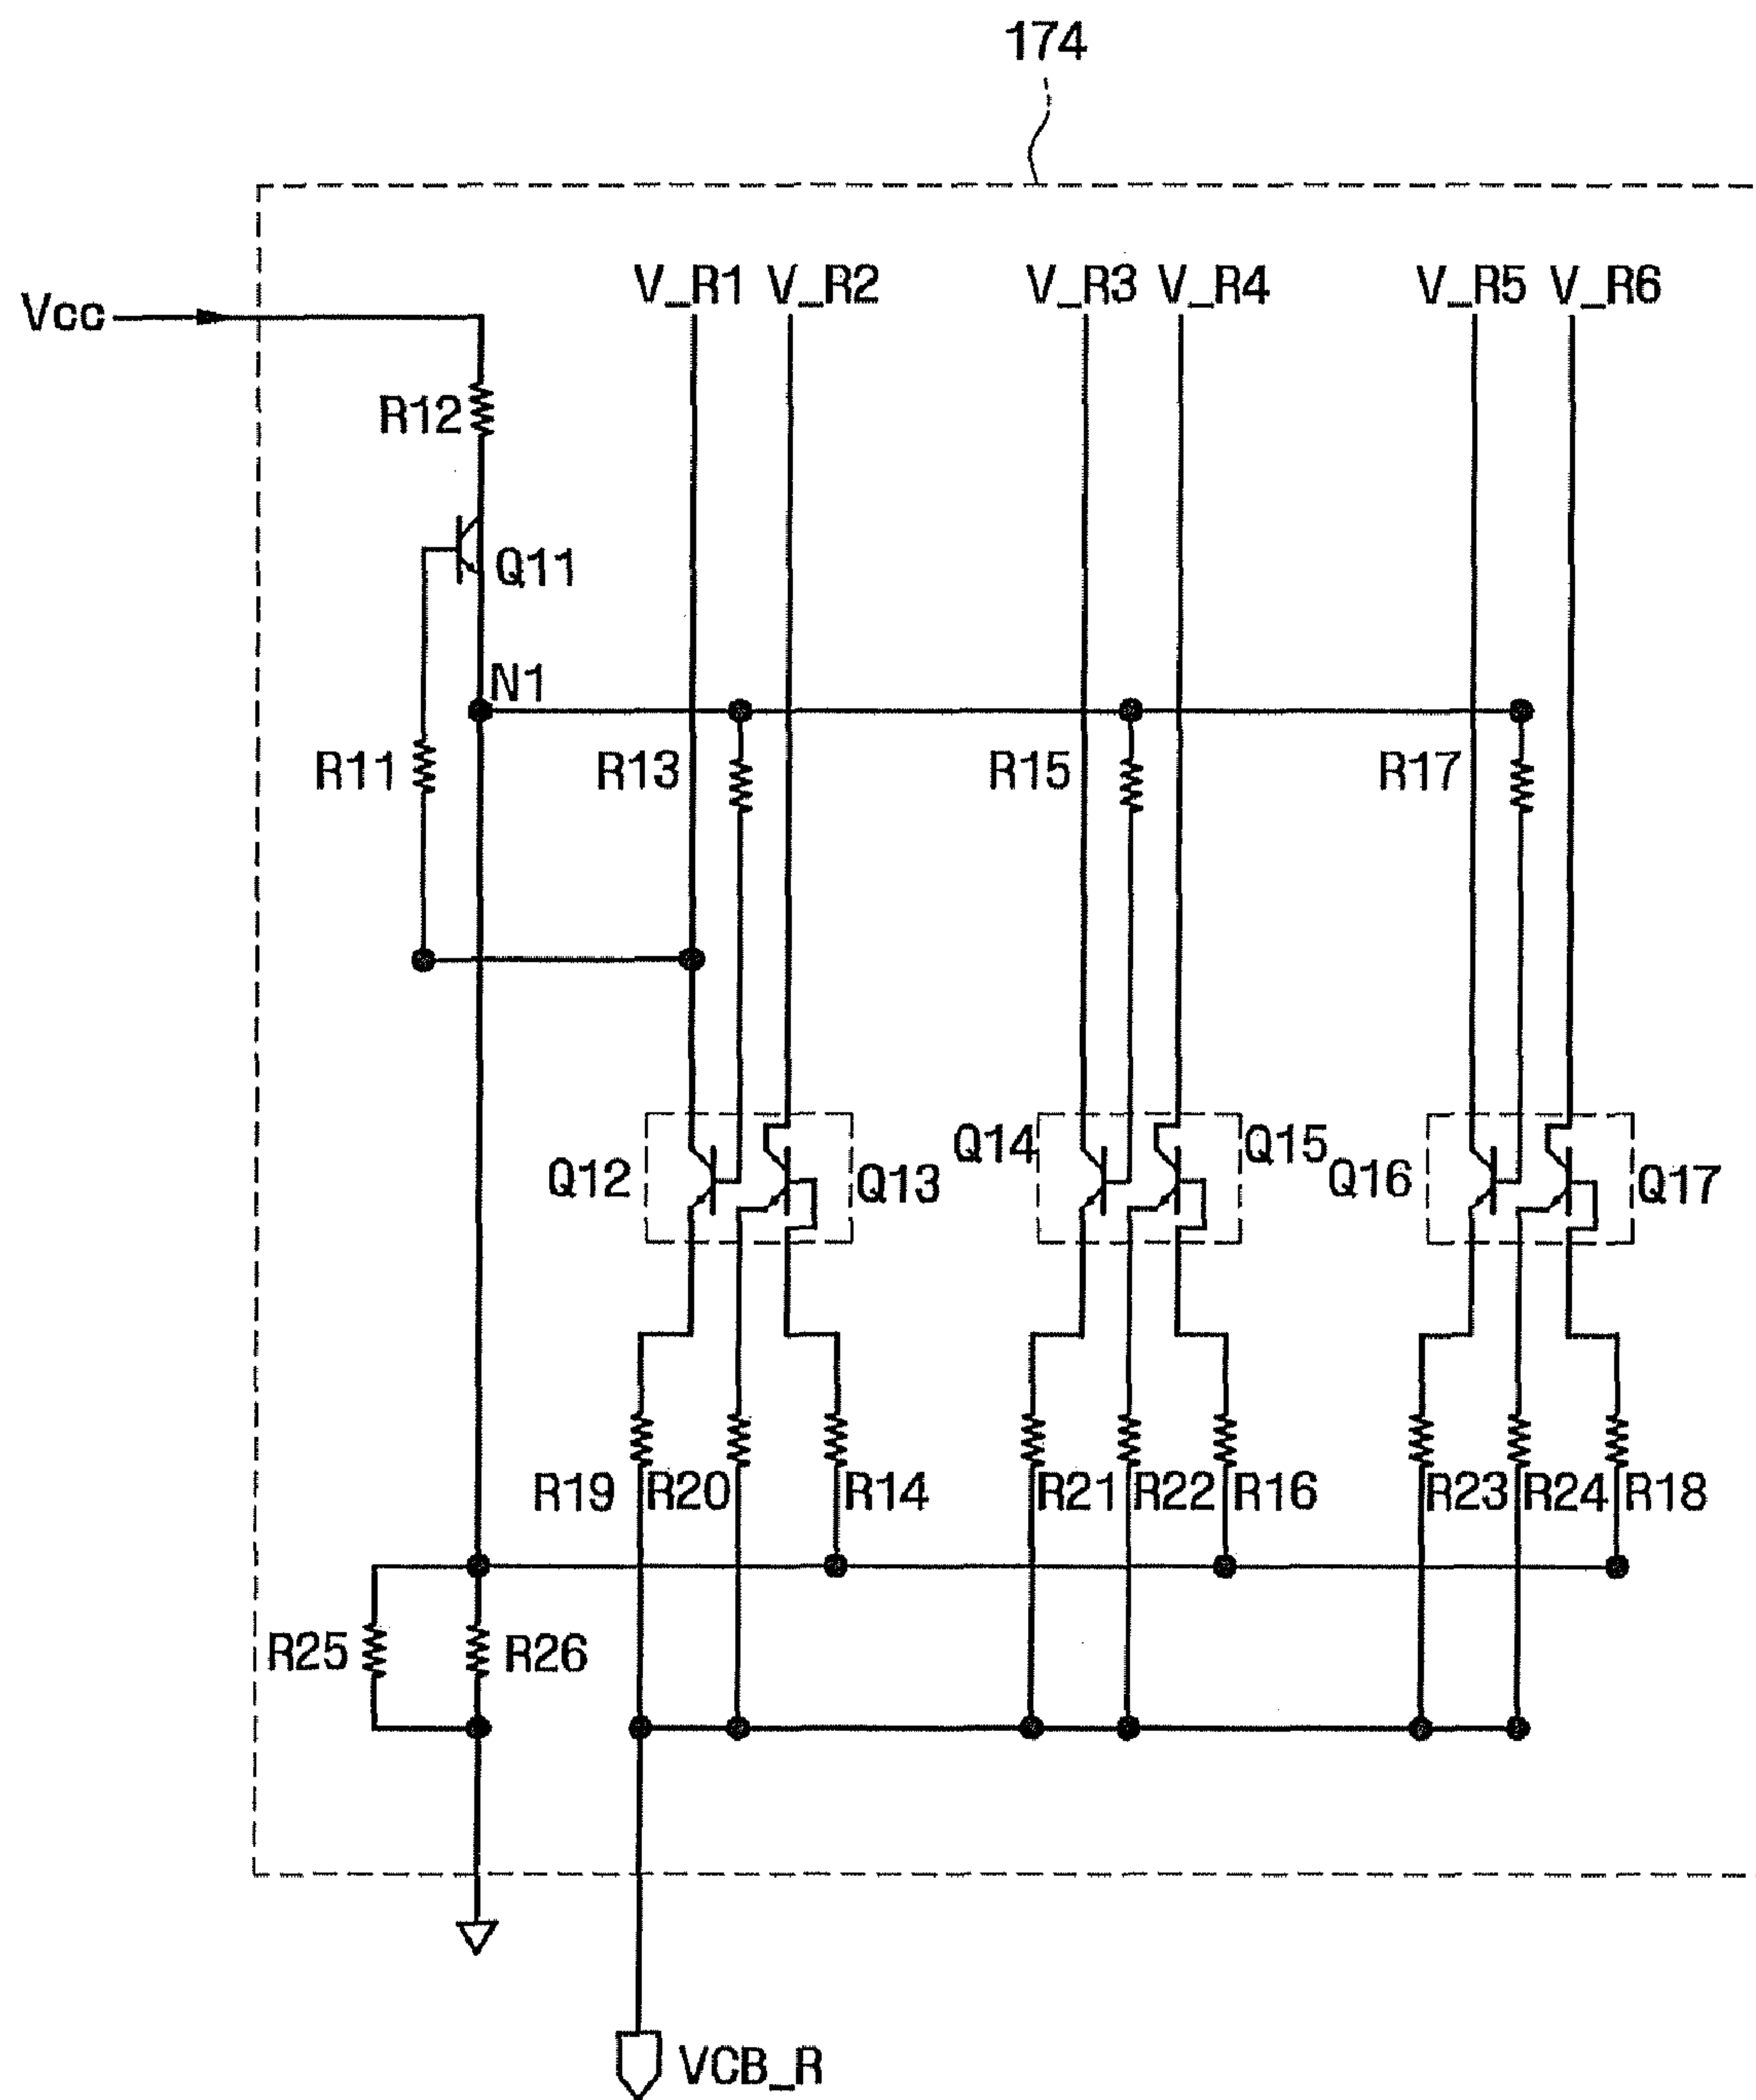 174
V_R1 V_R2 V_R3 V_R4 V_R5 V_R6
Vcc
R12
Q11
N1
R11 R13 R15 R17
Q12 Q13 Q14 Q15 Q16 Q17
R19 R20 R14 R21 R22 R16 R23 R24 R18
R25 R26
VCB_R